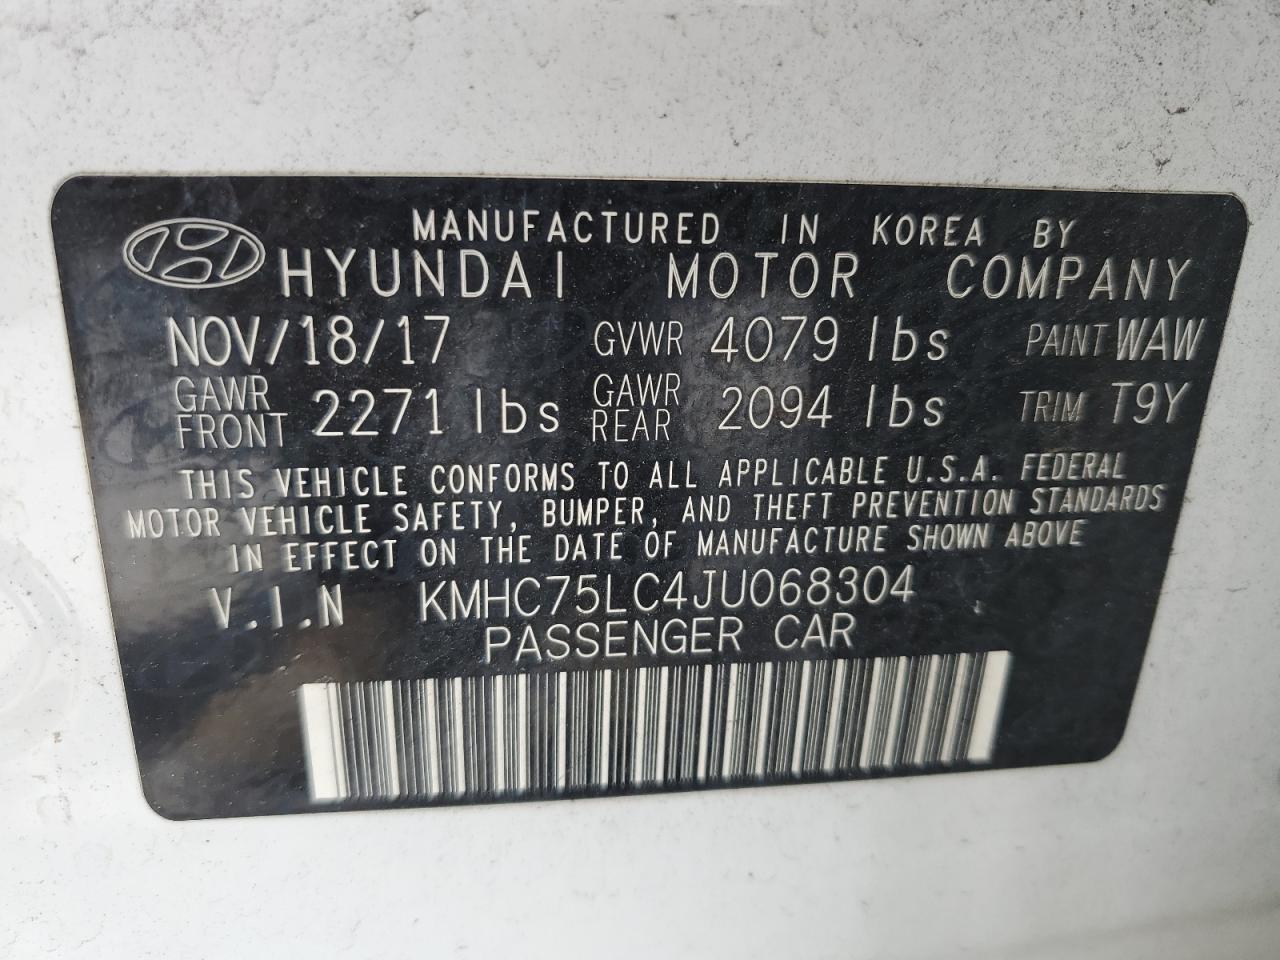 MANUFACTURED IN KOREA BY
HYUNDAI MOTOR COMPANY
NOV/18/17 GVWR 4079 lbs PAINT WAW
GAWR FRONT 2271 lbs GAWR REAR 2094 lbs TRIM T9Y
THIS VEHICLE CONFORMS TO ALL APPLICABLE U.S.A. FEDERAL
MOTOR VEHICLE SAFETY, BUMPER, AND THEFT PREVENTION STANDARDS
IN EFFECT ON THE DATE OF MANUFACTURE SHOWN ABOVE
V.I.N KMHC75LC4JU068304
PASSENGER CAR